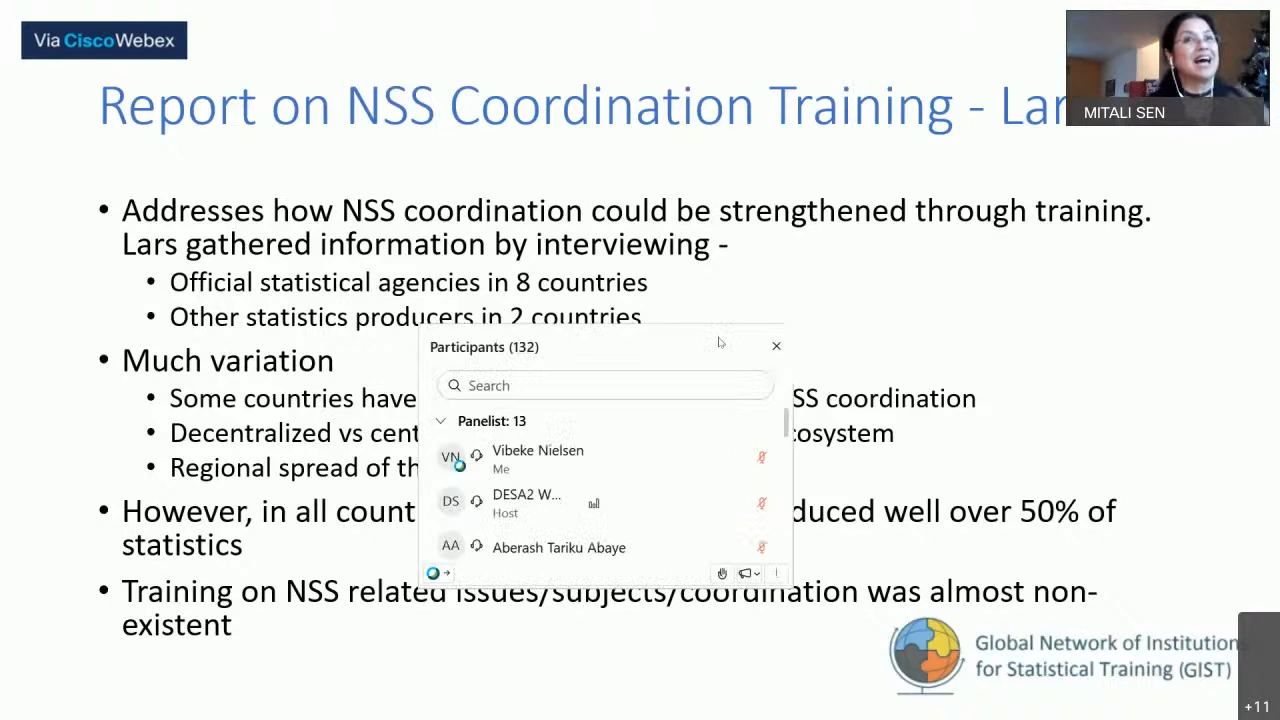 Via Cisco Webex
MITALI SEN
Report on NSS Coordination Training - Lar
• Addresses how NSS coordination could be strengthened through training.
Lars gathered information by interviewing -
• Official statistical agencies in 8 countries
• Other statistics producers in 2 countries
• Much variation
• Some countries have
SS coordination
• Decentralized vs cent
cosystem
• Regional spread of th
• However, in all count
duced well over 50% of
statistics
• Training on NSS related issues/subjects/coordination was almost non-
existent
Participants (132)
Search
Panelist: 13
VN
Vibeke Nielsen
Me
DS
DESA2 W...
Host
AA
Aberash Tariku Abaye
Global Network of Institutions
for Statistical Training (GIST)
+11